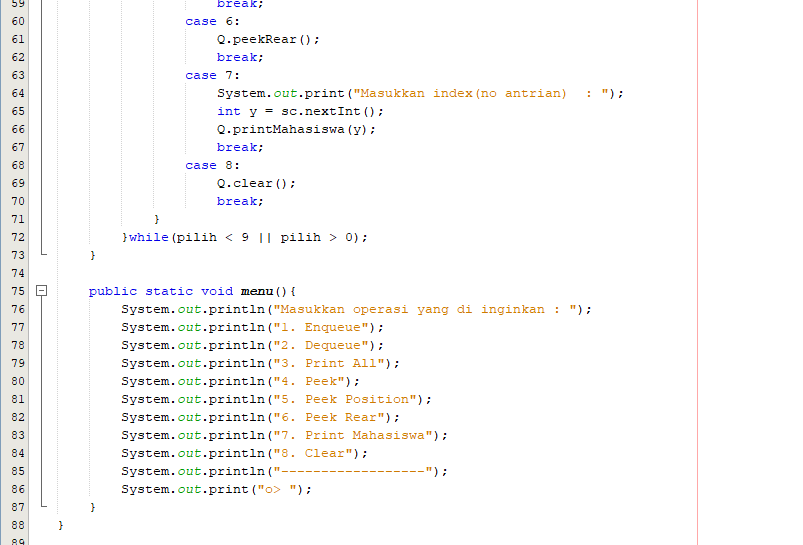 59 break;
60 case 6:
61 Q.peekRear();
62 break;
63 case 7:
64 System.out.print("Masukkan index(no antrian)  : ");
65 int y = sc.nextInt();
66 Q.printMahasiswa(y);
67 break;
68 case 8:
69 Q.clear();
70 break;
71 }
72 }while(pilih < 9 || pilih > 0);
73 }
74
75 public static void menu(){
76 System.out.println("Masukkan operasi yang di inginkan : ");
77 System.out.println("1. Enqueue");
78 System.out.println("2. Dequeue");
79 System.out.println("3. Print All");
80 System.out.println("4. Peek");
81 System.out.println("5. Peek Position");
82 System.out.println("6. Peek Rear");
83 System.out.println("7. Print Mahasiswa");
84 System.out.println("8. Clear");
85 System.out.println("------------------");
86 System.out.print("o> ");
87 }
88 }
89